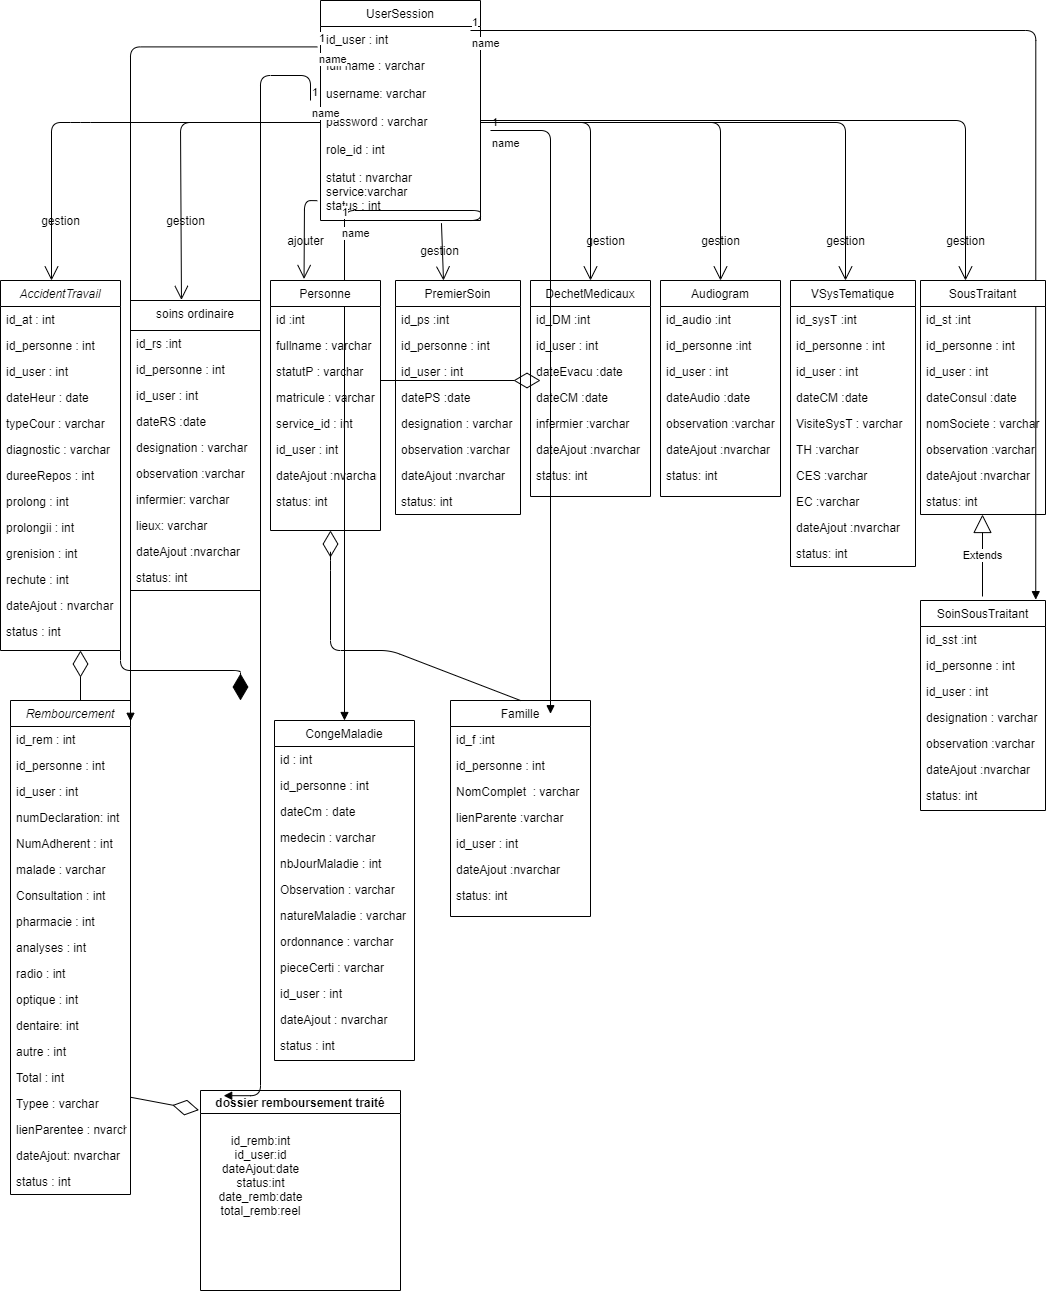 UserSession
id_user : int
full name : varchar
username: varchar
password : varchar
role_id : int
statut : nvarchar
service:varchar
status : int
1
name
1
name
1
name
1
name
1
name
gestion
gestion
ajouter
gestion
gestion
gestion
gestion
gestion
AccidentTravail
id_at : int
id_personne : int
id_user : int
dateHeur : date
typeCour : varchar
diagnostic : varchar
dureeRepos : int
prolong : int
prolongii : int
grenision : int
rechute : int
dateAjout : nvarchar
status : int
soins ordinaire
id_rs :int
id_personne : int
id_user : int
dateRS :date
designation : varchar
observation :varchar
infermier: varchar
lieux: varchar
dateAjout :nvarchar
status: int
Personne
id :int
fullname : varchar
statutP : varchar
matricule : varchar
service_id : int
id_user : int
dateAjout :nvarcha
status: int
PremierSoin
id_ps :int
id_personne : int
id_user : int
datePS :date
designation : varchar
observation :varchar
dateAjout :nvarchar
status: int
DechetMedicaux
id_DM :int
id_user : int
dateEvacu :date
dateCM :date
infermier :varchar
dateAjout :nvarchar
status: int
Audiogram
id_audio : int
id_personne :int
id_user : int
dateAudio :date
observation :varchar
dateAjout :nvarchar
status : int
VSysTematique
id_sysT : int
id_personne : int
id_user : int
dateCM : date
VisiteSysT : varchar
TH :varchar
CES :varchar
EC :varchar
dateAjout :nvarchar
status: int
SousTraitant
id_st : int
id_personne : int
id_user : int
dateConsul :date
nomSociete : varchar
observation :varchar
dateAjout :nvarchar
status: int
Extends
SoinSousTraitant
id_sst :int
id_personne : int
id_user : int
designation : varchar
observation :varchar
dateAjout :nvarchar
status: int
Rembourcement
id_rem : int
id_personne : int
id_user : int
numDeclaration: int
NumAdherent : int
malade : varchar
Consultation : int
pharmacie : int
analyses : int
radio : int
optique : int
dentaire: int
autre : int
Total : int
Typee : varchar
lienParentee : nvarch
dateAjout: nvarchar
status : int
CongeMaladie
id : int
id_personne : int
dateCm : date
medecin : varchar
nbJourMaladie : int
Observation : varchar
natureMaladie : varchar
ordonnance : varchar
pieceCerti : varchar
id_user : int
dateAjout : nvarchar
status : int
Famille
id_f :int
id_personne : int
NomComplet : varchar
lienParente :varchar
id_user : int
dateAjout :nvarchar
status: int
dossier remboursement traité
id_remb:int
id_user:id
dateAjout:date
status:int
date_remb:date
total_remb:reel